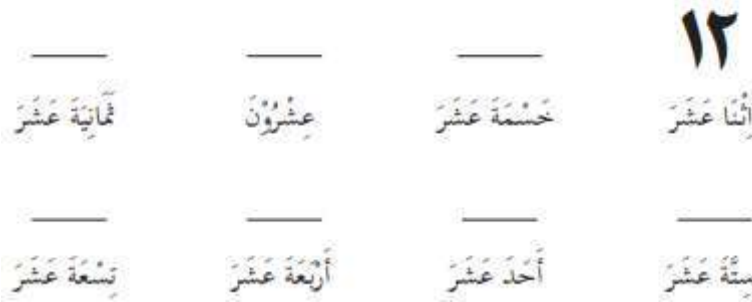 ١٢
اِثْنَا عَشَرَ خَسْمَةَ عَشَرَ عِشْرُوْنَ ثَمَانِيَةَ عَشَرَ
سِتَّةَ عَشَرَ أَحَدَ عَشَرَ أَرْبَعَةَ عَشَرَ تِسْعَةَ عَشَرَ